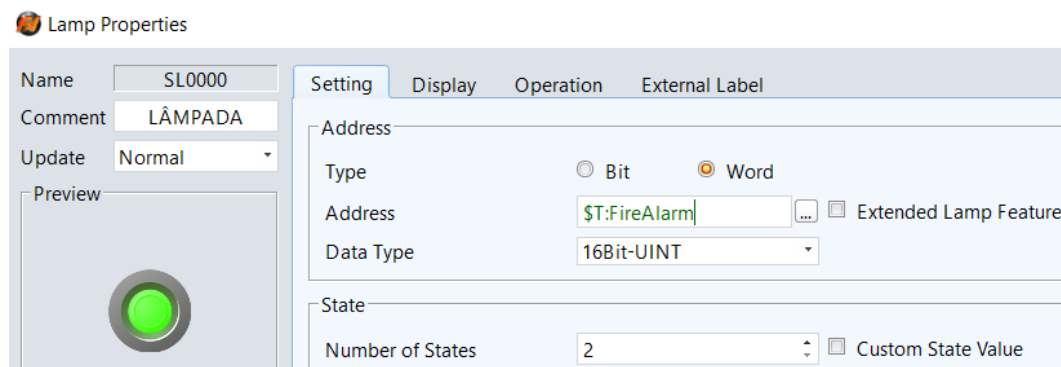 Lamp Properties
Name SL0000
Comment LÂMPADA
Update Normal
Preview
Setting Display Operation External Label
Address
Type Bit Word
Address $T:FireAlarm ... Extended Lamp Feature
Data Type 16Bit-UINT
State
Number of States 2 Custom State Value